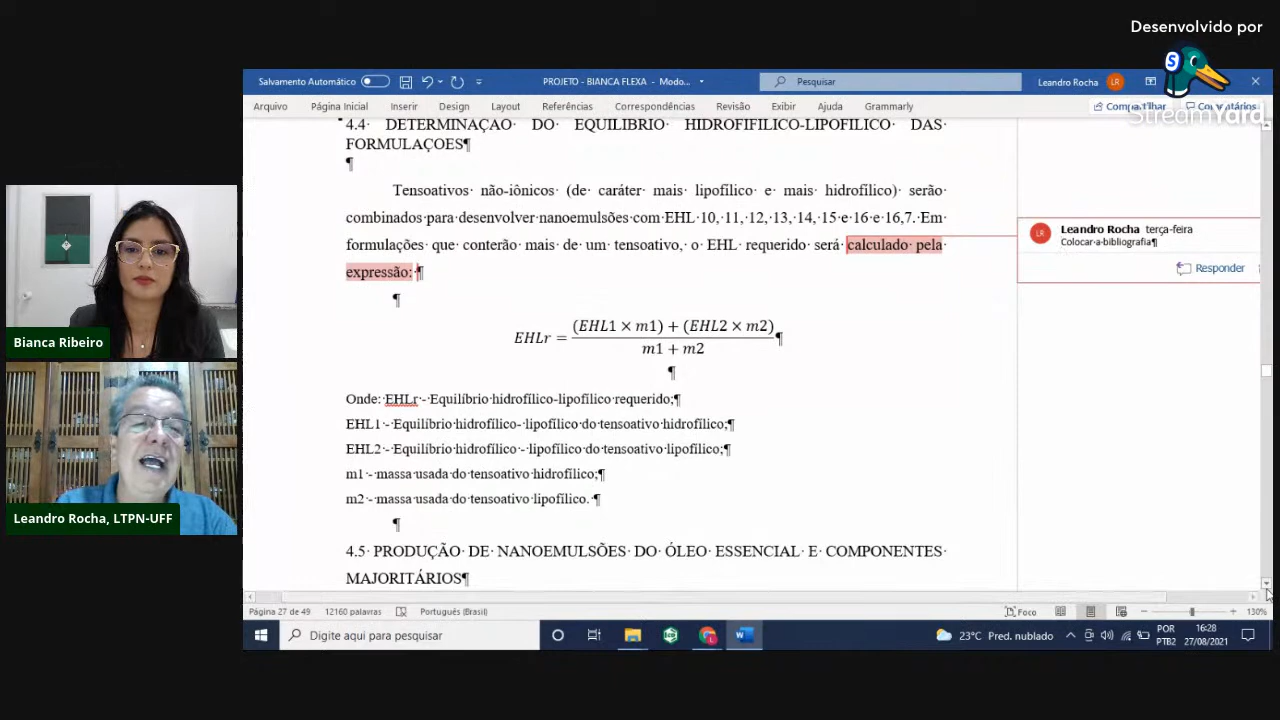 Desenvolvido por
StreamYard
Salvamento Automático
PROJETO - BIANCA FLEXA - Modo...
Pesquisar
Leandro Rocha
LR
Arquivo
Página Inicial
Inserir
Design
Layout
Referências
Correspondências
Revisão
Exibir
Ajuda
Grammarly
Compartilhar
Comentários
4.4· DETERMINAÇAO· DO· EQUILIBRIO· HIDROFIFILICO-LIPOFILICO· DAS·
FORMULAÇOES¶
¶
Tensoativos· não-iônicos· (de· caráter· mais· lipofílico· e· mais· hidrofílico)· serão·
combinados·para·desenvolver·nanoemulsões·com·EHL·10,·11,·12,·13,·14,·15·e·16·e·16,7.·Em·
formulações· que· conterão· mais· de· um· tensoativo,· o· EHL· requerido· será· calculado· pela·
expressão:·¶
¶
EHLr = (EHL1 × m1) + (EHL2 × m2)¶
m1 + m2
¶
Onde:·EHLr·-·Equilíbrio·hidrofílico-lipofílico·requerido;¶
EHL1·-·Equilíbrio·hidrofílico-·lipofílico·do·tensoativo·hidrofílico;¶
EHL2·-·Equilíbrio·hidrofílico·-·lipofílico·do·tensoativo·lipofílico;¶
m1·-·massa·usada·do·tensoativo·hidrofílico;¶
m2·-·massa·usada·do·tensoativo·lipofílico.·¶
¶
4.5· PRODUÇÃO· DE· NANOEMULSÕES· DO· ÓLEO· ESSENCIAL· E· COMPONENTES·
MAJORITÁRIOS¶
LR
Leandro Rocha terça-feira
Colocar·a·bibliografia¶
Responder
Bianca Ribeiro
Leandro Rocha, LTPN-UFF
Página 27 de 49
12160 palavras
Português (Brasil)
Foco
130%
Digite aqui para pesquisar
23°C Pred. nublado
POR
PTB2
16:28
27/08/2021